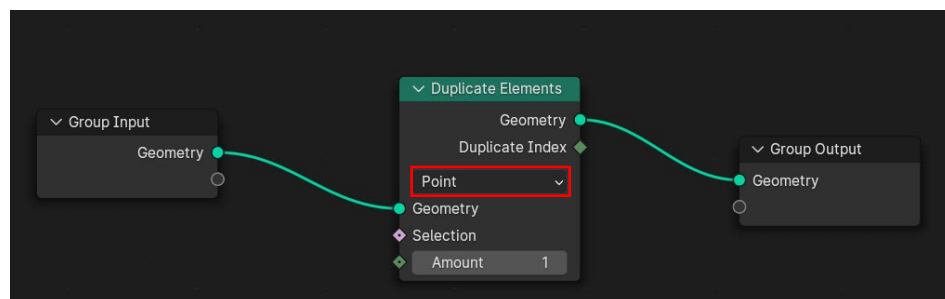 Group Input
Geometry
Duplicate Elements
Geometry
Duplicate Index
Point
Geometry
Selection
Amount 1
Group Output
Geometry